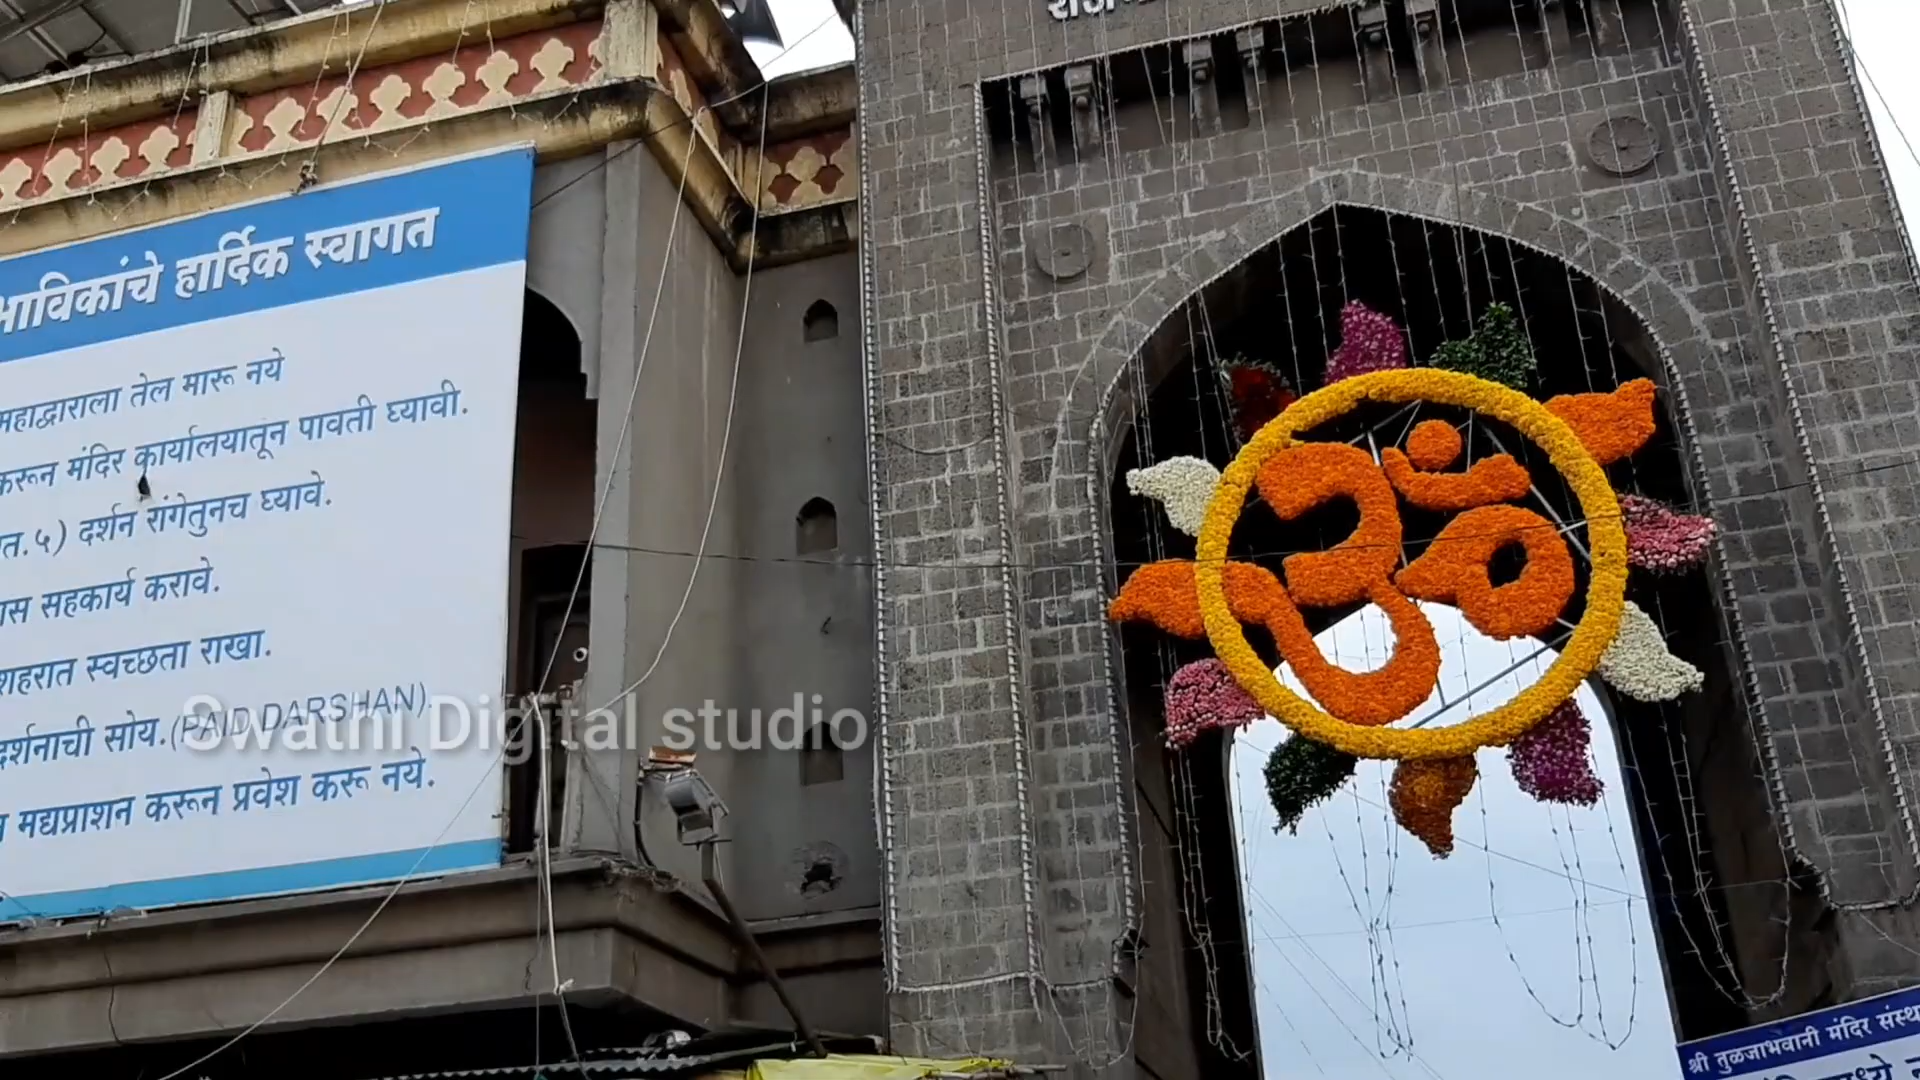 भाविकांचे हार्दिक स्वागत
महाद्वाराला तेल मारू नये
करून मंदिर कार्यालयातून पावती घ्यावी.
त.५) दर्शन रांगेतुनच घ्यावे.
सहकार्य करावे.
शहरात स्वच्छता राखा.
दर्शनाची सोय.(PAID DARSHAN).
मद्यप्राशन करून प्रवेश करू नये.
Swathi Digital studio
ॐ
श्री तुळजाभवानी मंदिर संस्थ